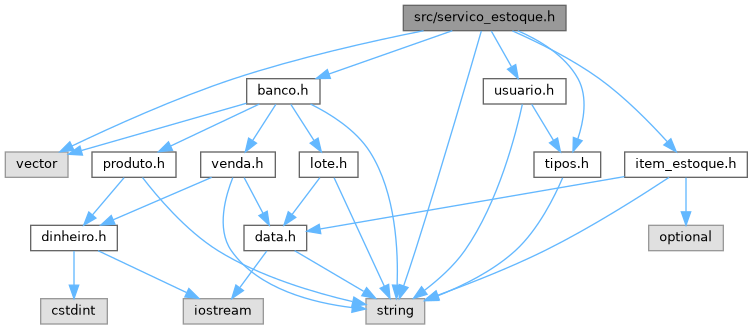 src/servico_estoque.h
banco.h
usuario.h
vector
produto.h
venda.h
lote.h
tipos.h
item_estoque.h
dinheiro.h
data.h
optional
cstdint
iostream
string